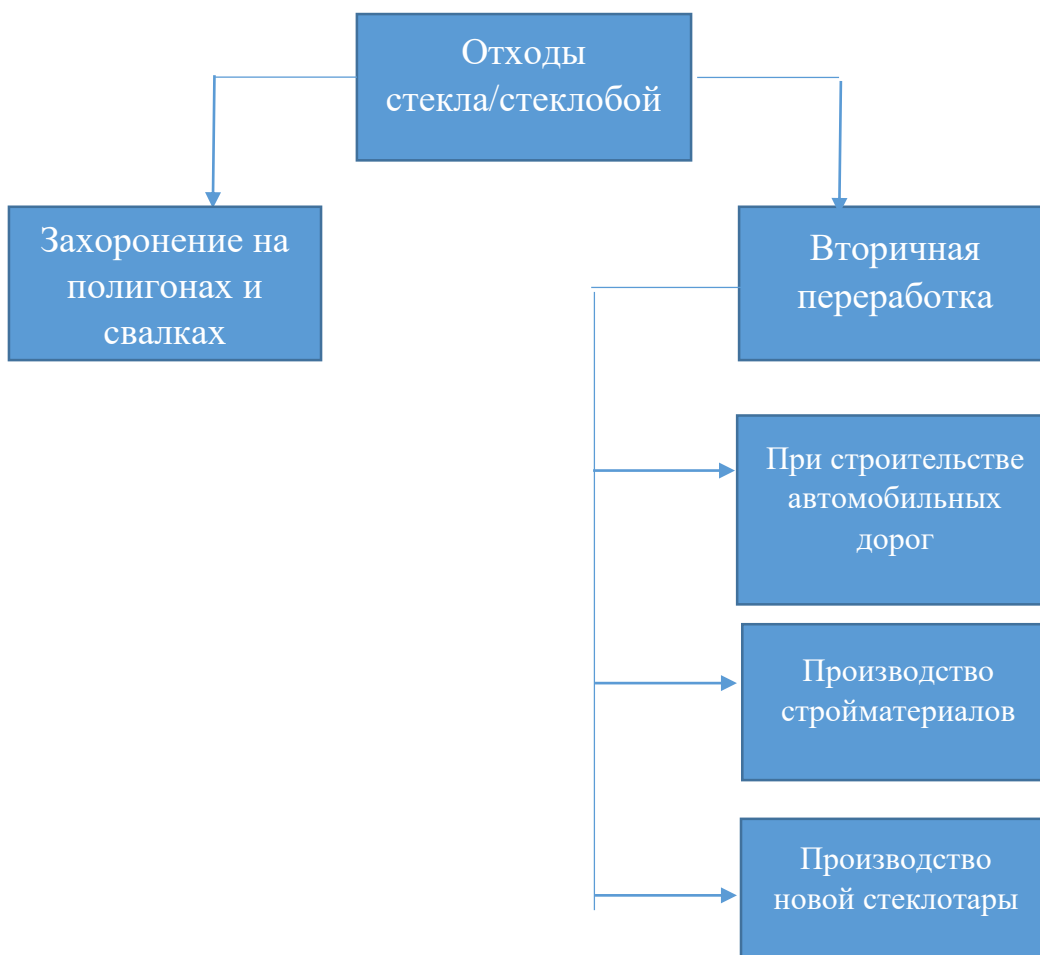 Отходы
стекла/стеклобой
Захоронение на
полигонах и
свалках
Вторичная
переработка
При строительстве
автомобильных
дорог
Производство
стройматериалов
Производство
новой стеклотары